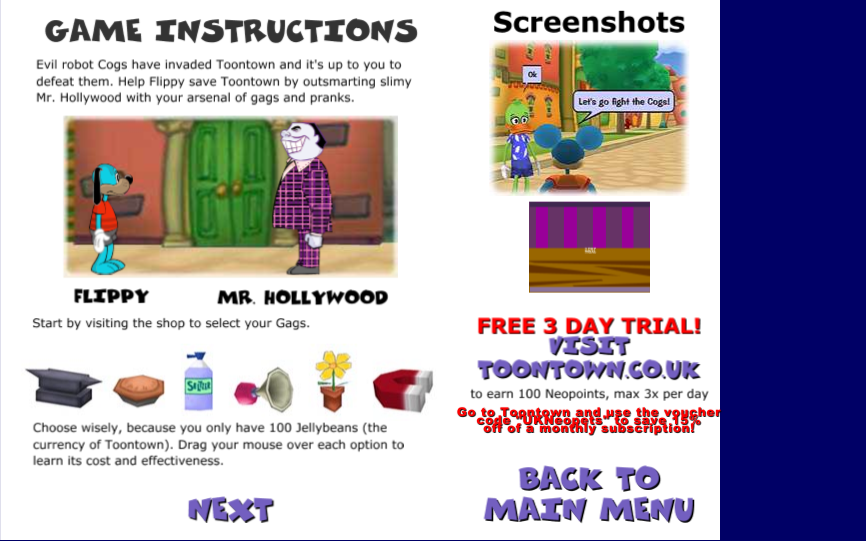 GAME INSTRUCTIONS
Evil robot Cogs have invaded Toontown and it's up to you to
defeat them. Help Flippy save Toontown by outsmarting slimy
Mr. Hollywood with your arsenal of gags and pranks.
FLIPPY
MR. HOLLYWOOD
Start by visiting the shop to select your Gags.
SELTZER
Choose wisely, because you only have 100 Jellybeans (the
currency of Toontown). Drag your mouse over each option to
learn its cost and effectiveness.
NEXT
Screenshots
Ok
Let's go fight the Cogs!
FREE 3 DAY TRIAL!
VISIT
TOONTOWN.CO.UK
to earn 100 Neopoints, max 3x per day
Go to Toontown and use the voucher
code "UKNeopets" to save 15%
off of a monthly subscription!
BACK TO
MAIN MENU